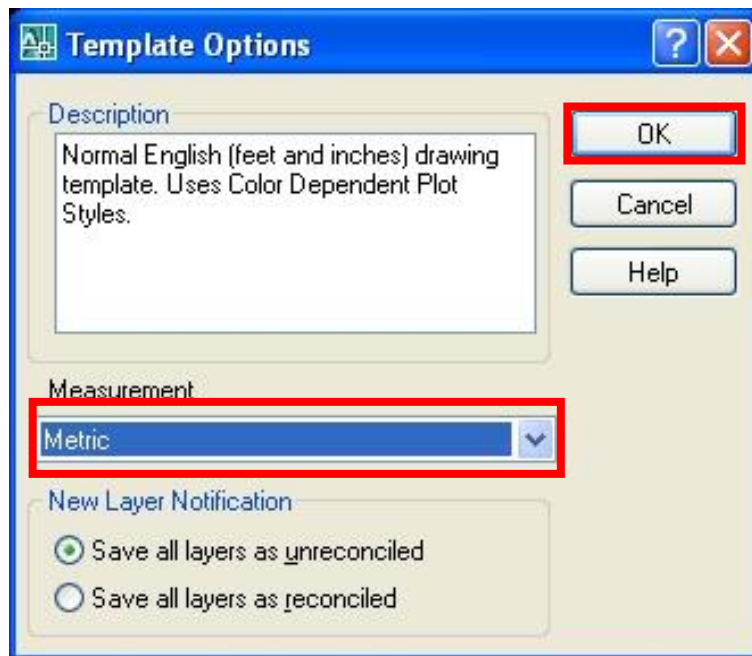 Template Options
Description
Normal English (feet and inches) drawing
template. Uses Color Dependent Plot
Styles.
OK
Cancel
Help
Measurement
Metric
New Layer Notification
Save all layers as unreconciled
Save all layers as reconciled